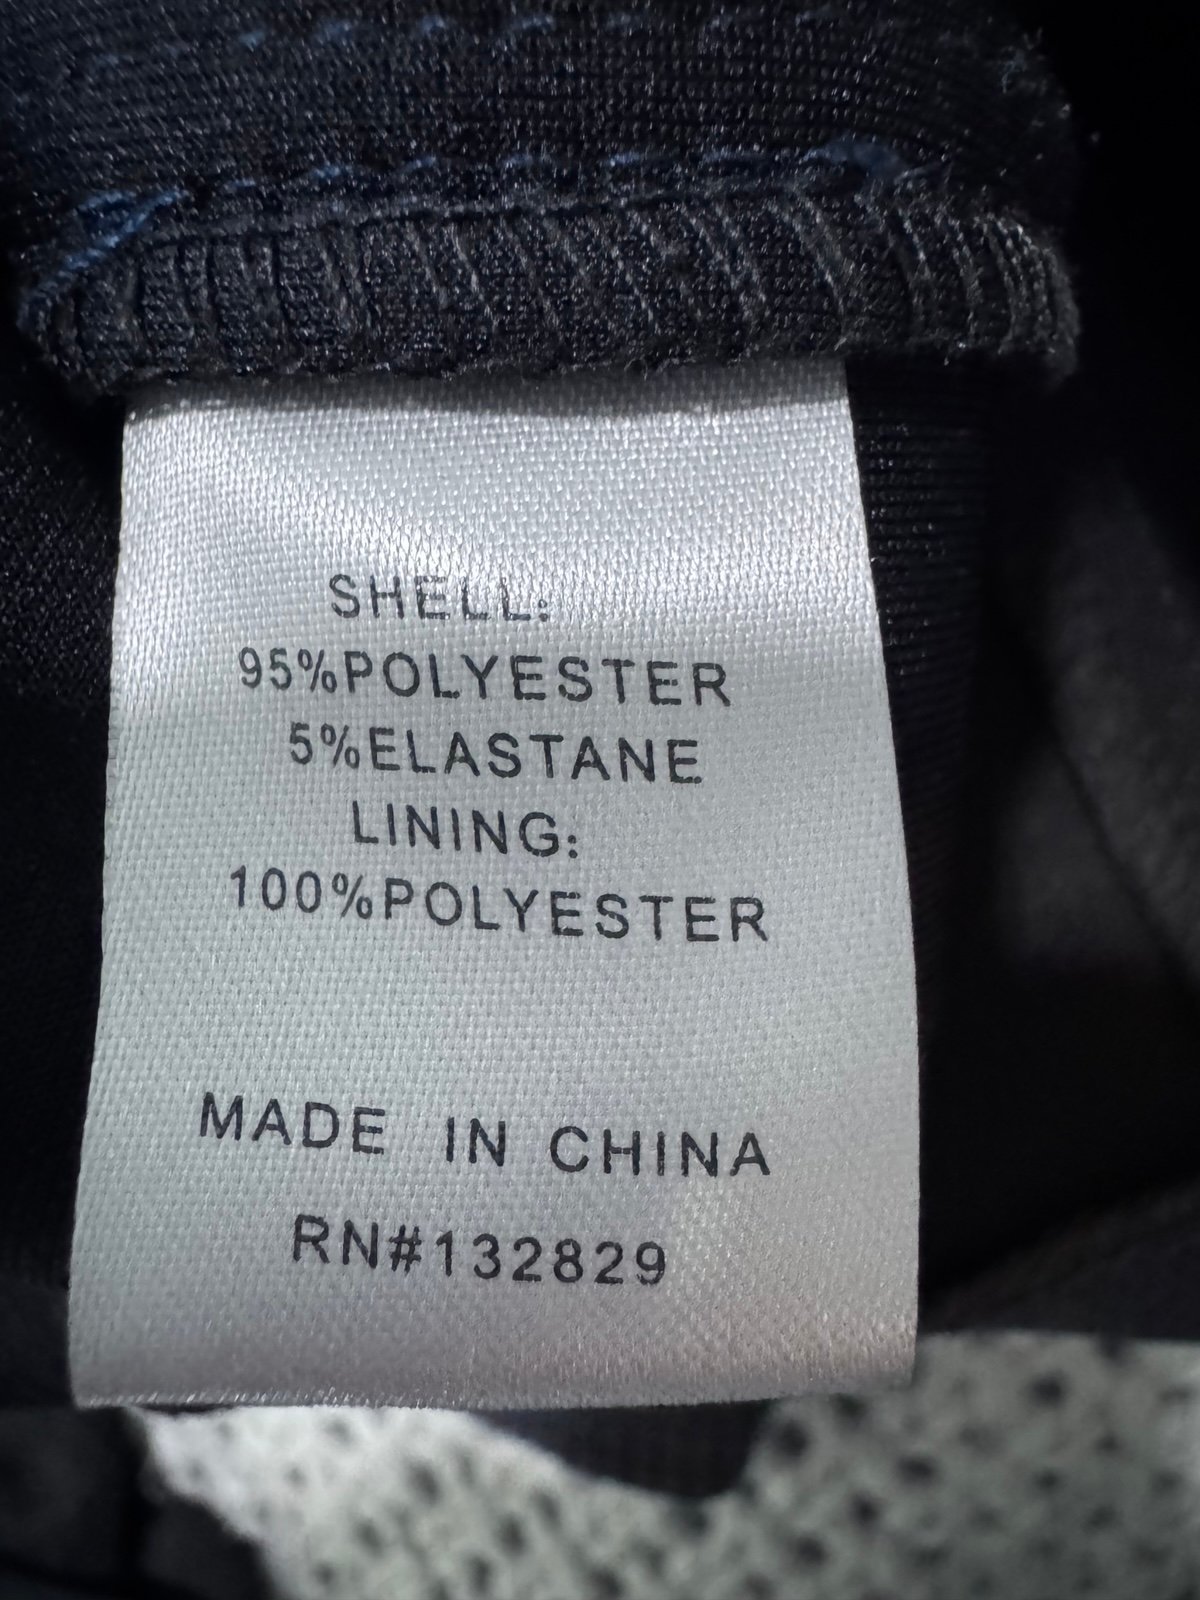 SHELL:
95%POLYESTER
5%ELASTANE
LINING:
100%POLYESTER
MADE IN CHINA
RN#132829